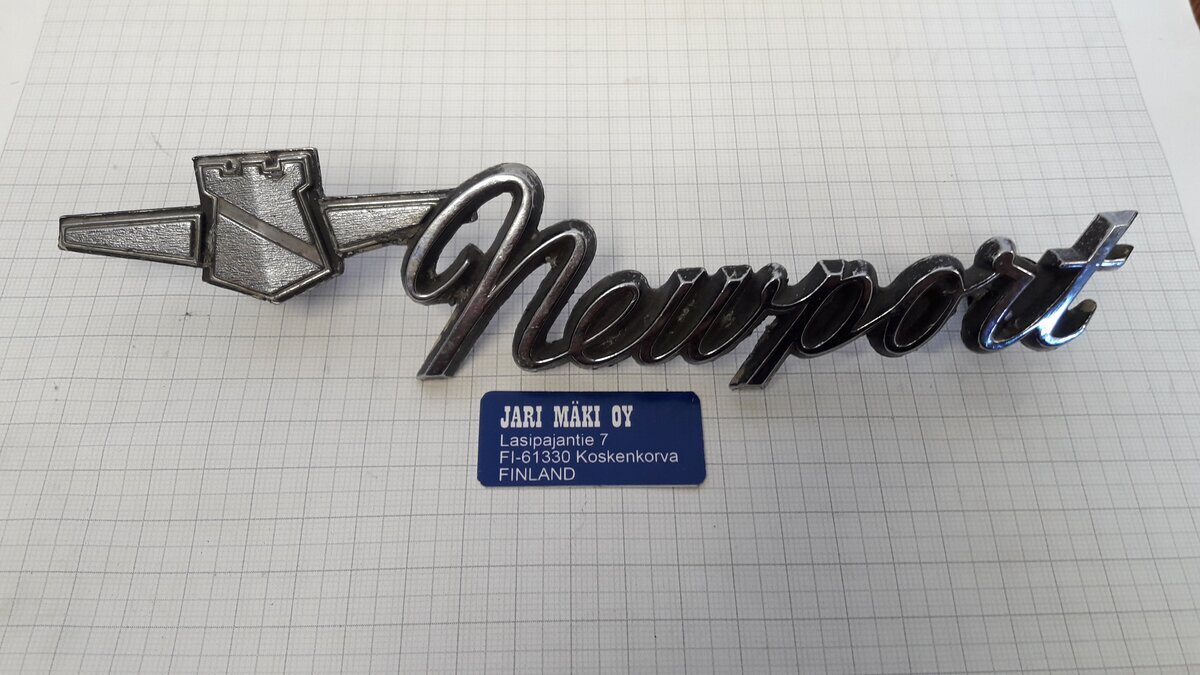 Newport
JARI MÄKI OY
Lasipajantie 7
FI-61330 Koskenkorva
FINLAND